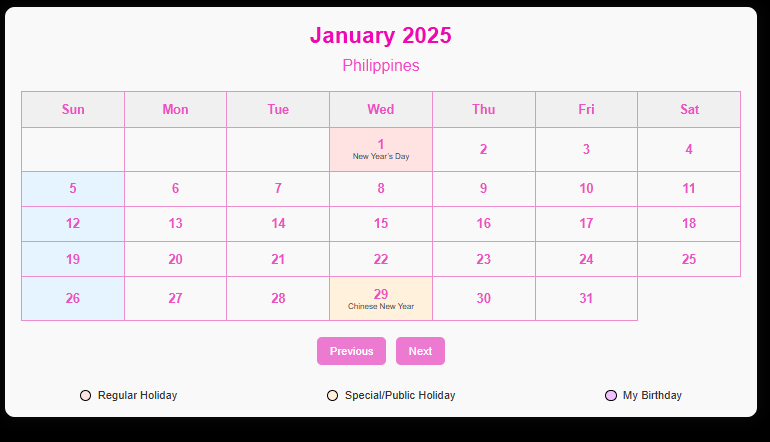 January 2025
Philippines
Sun Mon Tue Wed Thu Fri Sat
1 2 3 4
New Year's Day
5 6 7 8 9 10 11
12 13 14 15 16 17 18
19 20 21 22 23 24 25
26 27 28 29 30 31
Chinese New Year
Previous Next
Regular Holiday Special/Public Holiday My Birthday